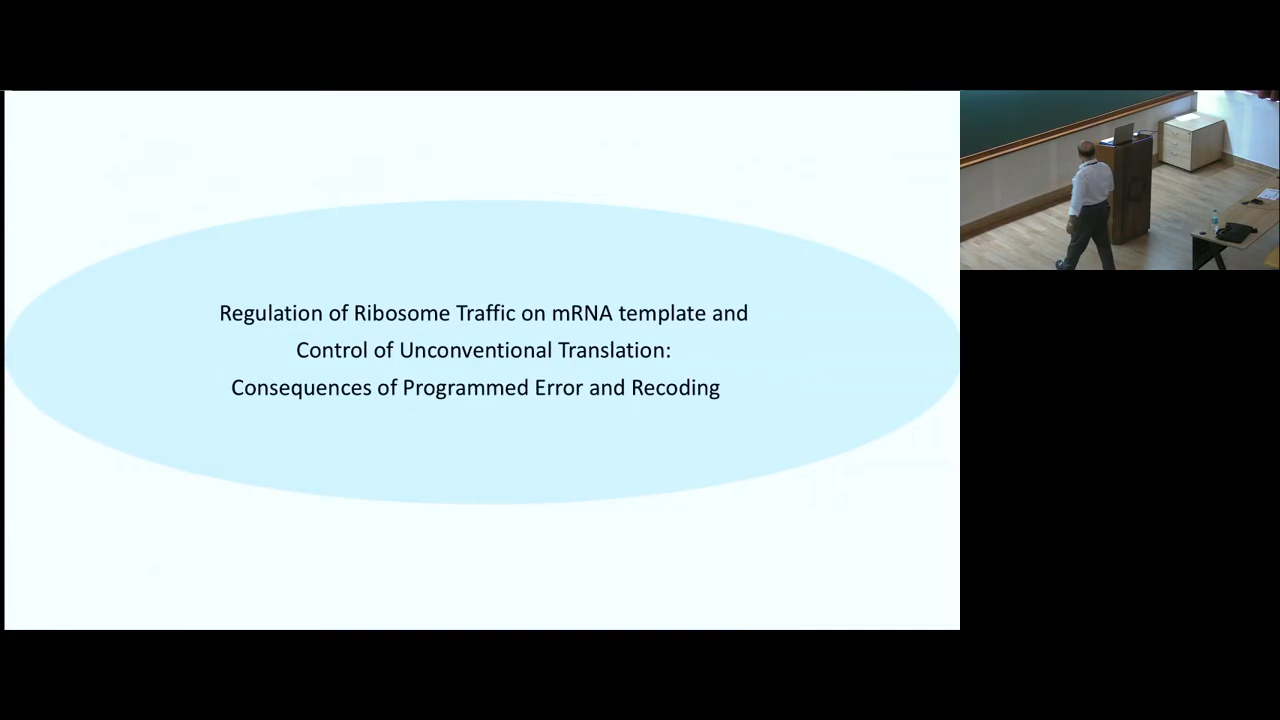 Regulation of Ribosome Traffic on mRNA template and
Control of Unconventional Translation:
Consequences of Programmed Error and Recoding